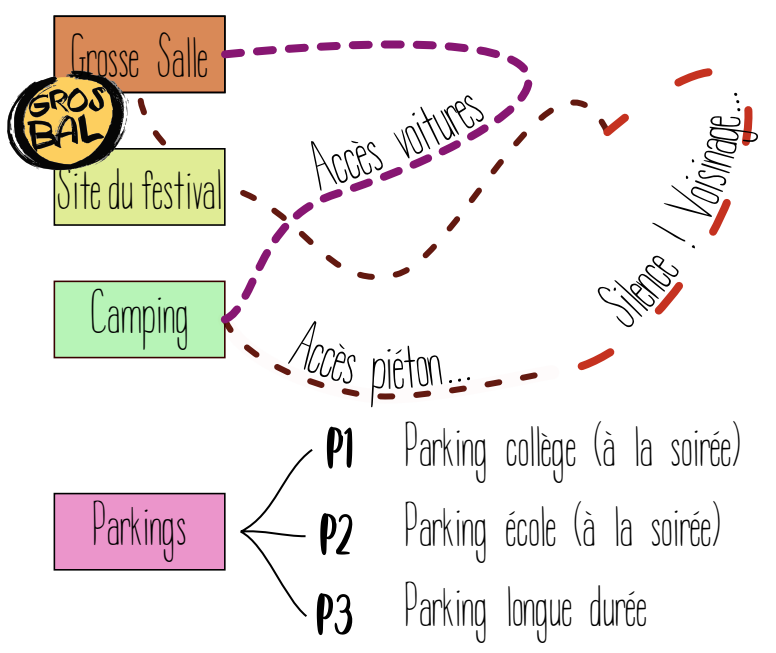 Grosse Salle
GROS
BAL
Site du festival
Accès voitures
Silence ! Voisinage...
Camping
Accès piéton...
Parkings
P1 Parking collège (à la soirée)
P2 Parking école (à la soirée)
P3 Parking longue durée